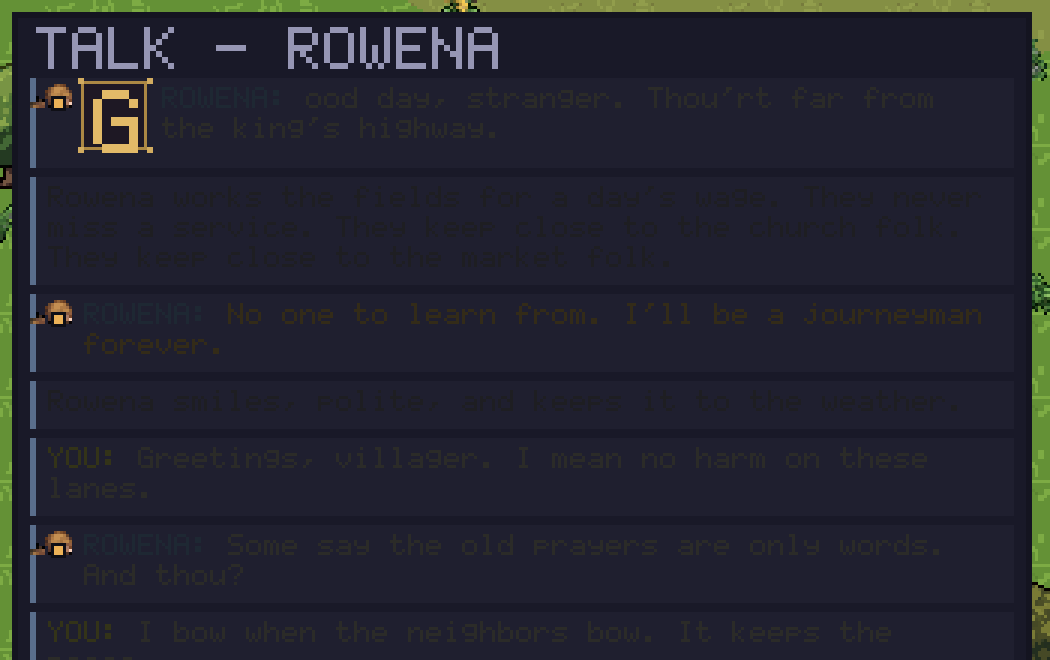 TALK - ROWENA
ROWENA: Good day, stranger. Thou'rt far from
the king's highway.
Rowena works the fields for a day's wage. They never
miss a service. They keep close to the church folk.
They keep close to the market folk.
ROWENA: No one to learn from. I'll be a journeyman
forever.
Rowena smiles, polite, and keeps it to the weather.
YOU: Greetings, villager. I mean no harm on these
lanes.
ROWENA: Some say the old prayers are only words.
And thou?
YOU: I bow when the neighbors bow. It keeps the